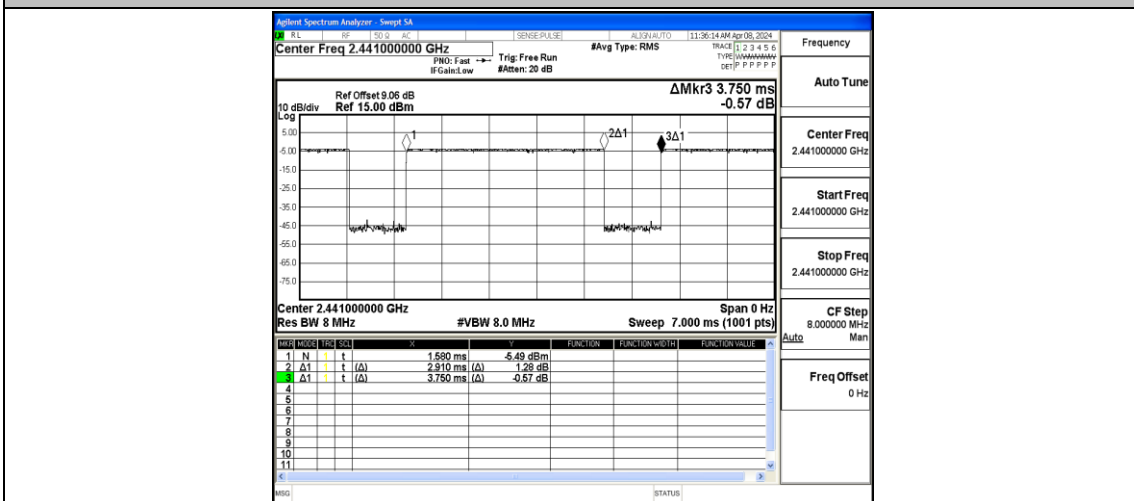 Agilent Spectrum Analyzer - Swept SA
RL RF 50 Ω AC SENSE:PULSE ALIGN AUTO 11:36:14 AM Apr 08, 2024
Center Freq 2.441000000 GHz #Avg Type: RMS TRACE 1 2 3 4 5 6
PNO: Fast Trig: Free Run TYPE WWWWWW
IFGain:Low #Atten: 20 dB DET P P P P P P
Frequency
ΔMkr3 3.750 ms
-0.57 dB
Ref Offset 9.06 dB
10 dB/div Ref 15.00 dBm
Log
5.00
-5.00
-15.0
-25.0
-35.0
-45.0
-55.0
-65.0
-75.0
1
2Δ1
3Δ1
Center 2.441000000 GHz Span 0 Hz
Res BW 8 MHz #VBW 8.0 MHz Sweep 7.000 ms (1001 pts)
MKR MODE TRC SCL X Y FUNCTION FUNCTION WIDTH FUNCTION VALUE
1 N 1 t 1.580 ms -5.49 dBm
2 Δ1 1 t (Δ) 2.910 ms (Δ) 1.28 dB
3 Δ1 1 t (Δ) 3.750 ms (Δ) -0.57 dB
4
5
6
7
8
9
10
11
MSG STATUS
Auto Tune
Center Freq
2.441000000 GHz
Start Freq
2.441000000 GHz
Stop Freq
2.441000000 GHz
CF Step
8.000000 MHz
Auto Man
Freq Offset
0 Hz